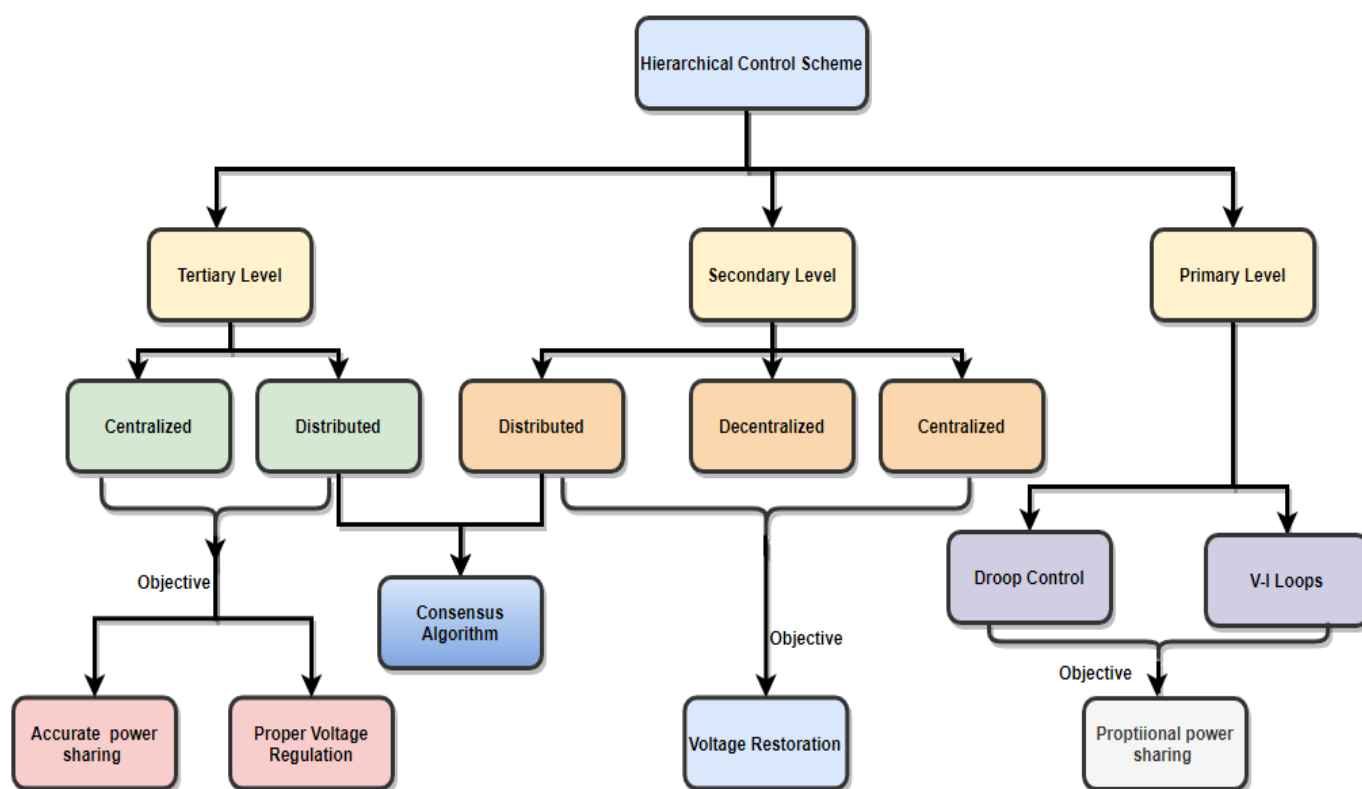 Hierarchical Control Scheme
Tertiary Level
Secondary Level
Primary Level
Centralized
Distributed
Distributed
Decentralized
Centralized
Droop Control
V-I Loops
Objective
Consensus
Algorithm
Objective
Objective
Accurate power
sharing
Proper Voltage
Regulation
Voltage Restoration
Proptiional power
sharing